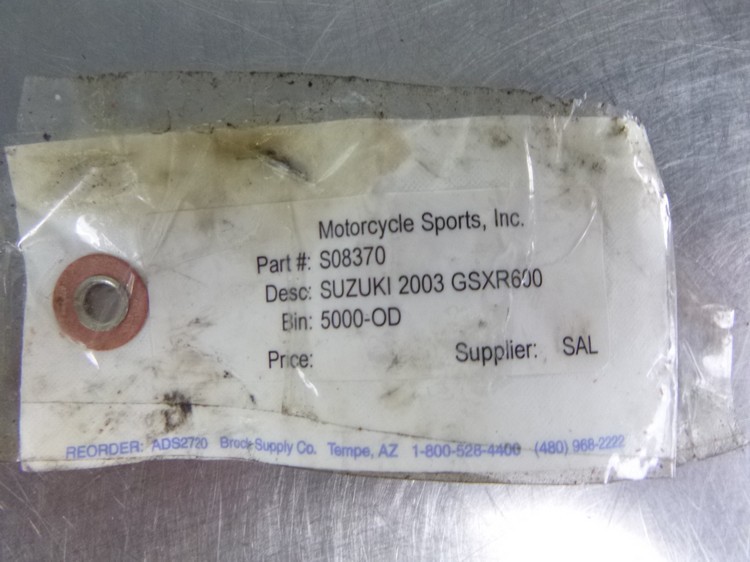 Motorcycle Sports, Inc.
Part #: S08370
Desc: SUZUKI 2003 GSXR600
Bin: 5000-OD
Price: Supplier: SAL
REORDER: ADS2720 Brock Supply Co. Tempe, AZ 1-800-528-4400 (480) 968-2222